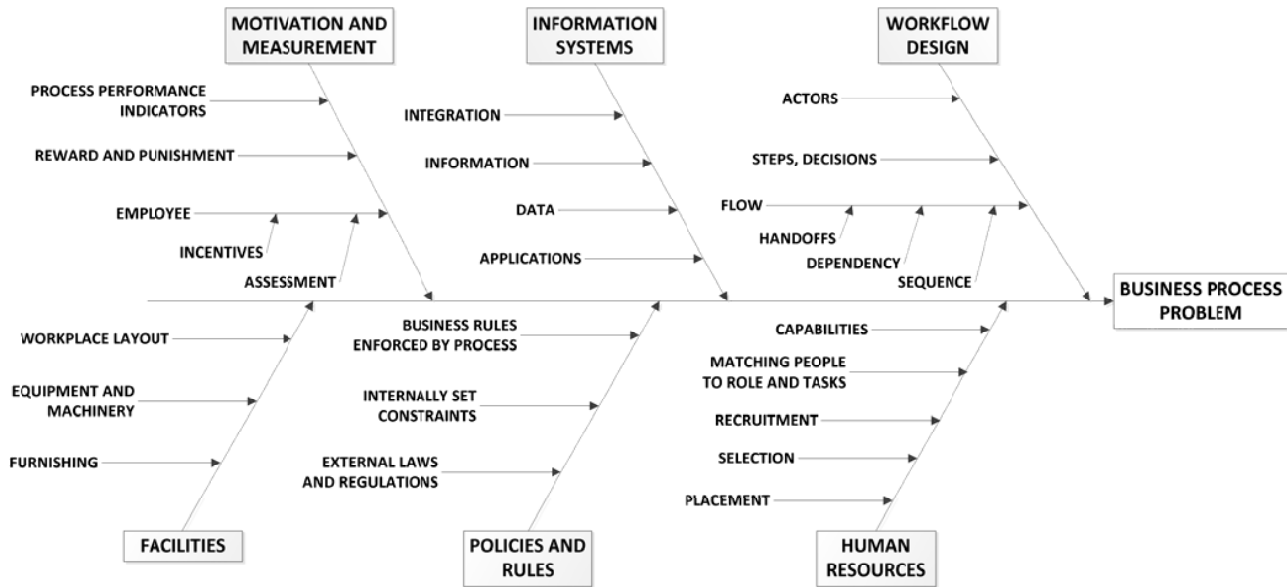 MOTIVATION AND
MEASUREMENT
INFORMATION
SYSTEMS
WORKFLOW
DESIGN
PROCESS PERFORMANCE
INDICATORS
REWARD AND PUNISHMENT
EMPLOYEE
INCENTIVES
ASSESSMENT
INTEGRATION
INFORMATION
DATA
APPLICATIONS
ACTORS
STEPS, DECISIONS
FLOW
HANDOFFS
DEPENDENCY
SEQUENCE
BUSINESS PROCESS
PROBLEM
WORKPLACE LAYOUT
EQUIPMENT AND
MACHINERY
FURNISHING
BUSINESS RULES
ENFORCED BY PROCESS
INTERNALLY SET
CONSTRAINTS
EXTERNAL LAWS
AND REGULATIONS
CAPABILITIES
MATCHING PEOPLE
TO ROLE AND TASKS
RECRUITMENT
SELECTION
PLACEMENT
FACILITIES
POLICIES AND
RULES
HUMAN
RESOURCES